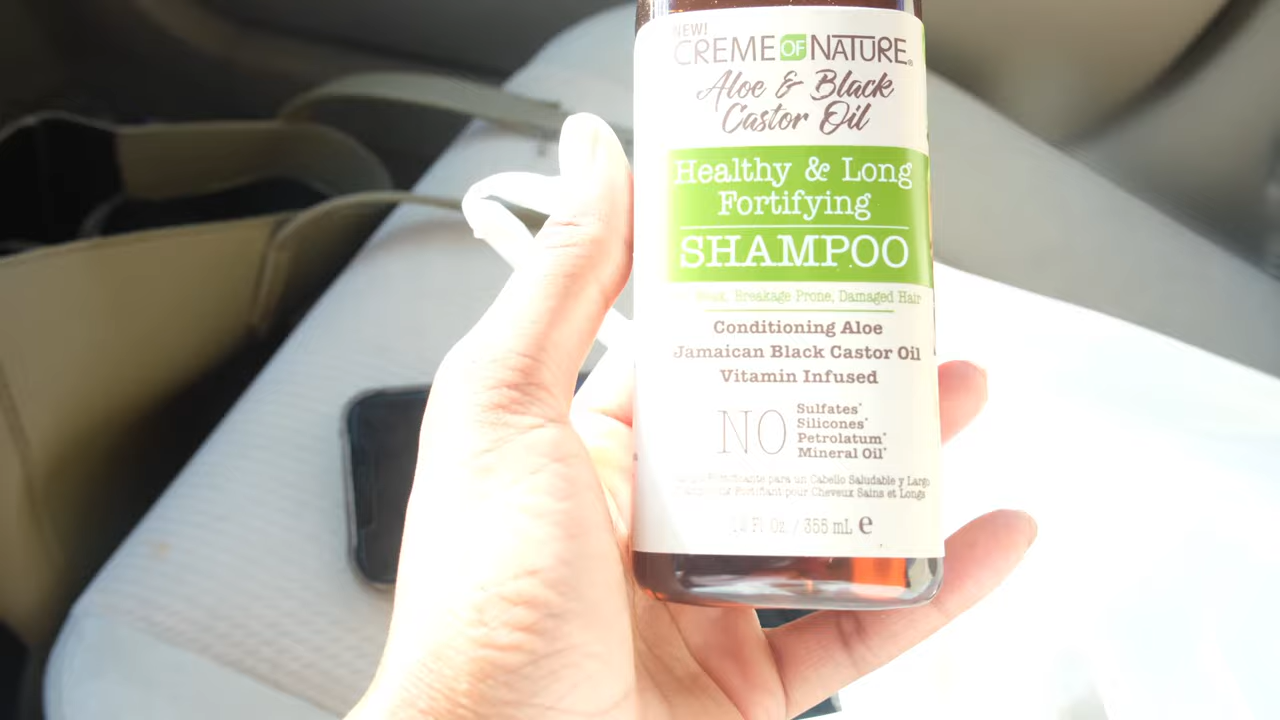 NEW!
CREME OF NATURE®
Aloe & Black
Castor Oil
Healthy & Long
Fortifying
SHAMPOO
Breakage Prone, Damaged Hair
Conditioning Aloe
Jamaican Black Castor Oil
Vitamin Infused
NO
Sulfates*
Silicones*
Petrolatum*
Mineral Oil*
para un Cabello Saludable y Largo
Fortifiant pour Cheveux Sains et Longs
Fl Oz. / 355 mL e